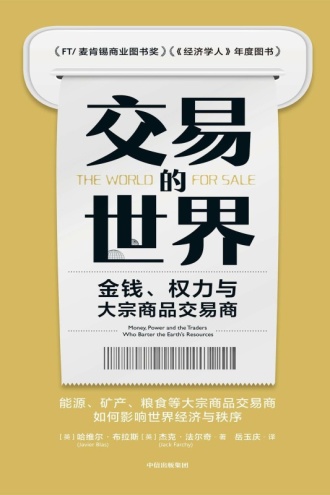 《FT/麦肯锡商业图书奖》《经济学人》年度图书》
交易
THE WORLD 的 FOR SALE
世界
金钱、权力与
大宗商品交易商
Money, Power and the Traders
Who Barter the Earth's Resources
能源、矿产、粮食等大宗商品交易商
如何影响世界经济与秩序
[英]哈维尔·布拉斯 [英]杰克·法尔奇 著 岳玉庆 译
(Javier Blas) (Jack Farchy)
中信出版集团